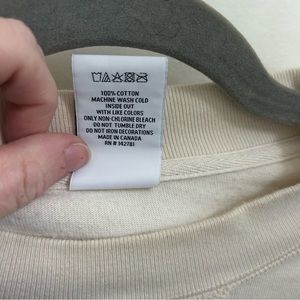 100% COTTON
MACHINE WASH COLD
INSIDE OUT
WITH LIKE COLORS
ONLY NON-CHLORINE BLEACH
DO NOT TUMBLE DRY
DO NOT IRON DECORATIONS
MADE IN CANADA
RN # 142781